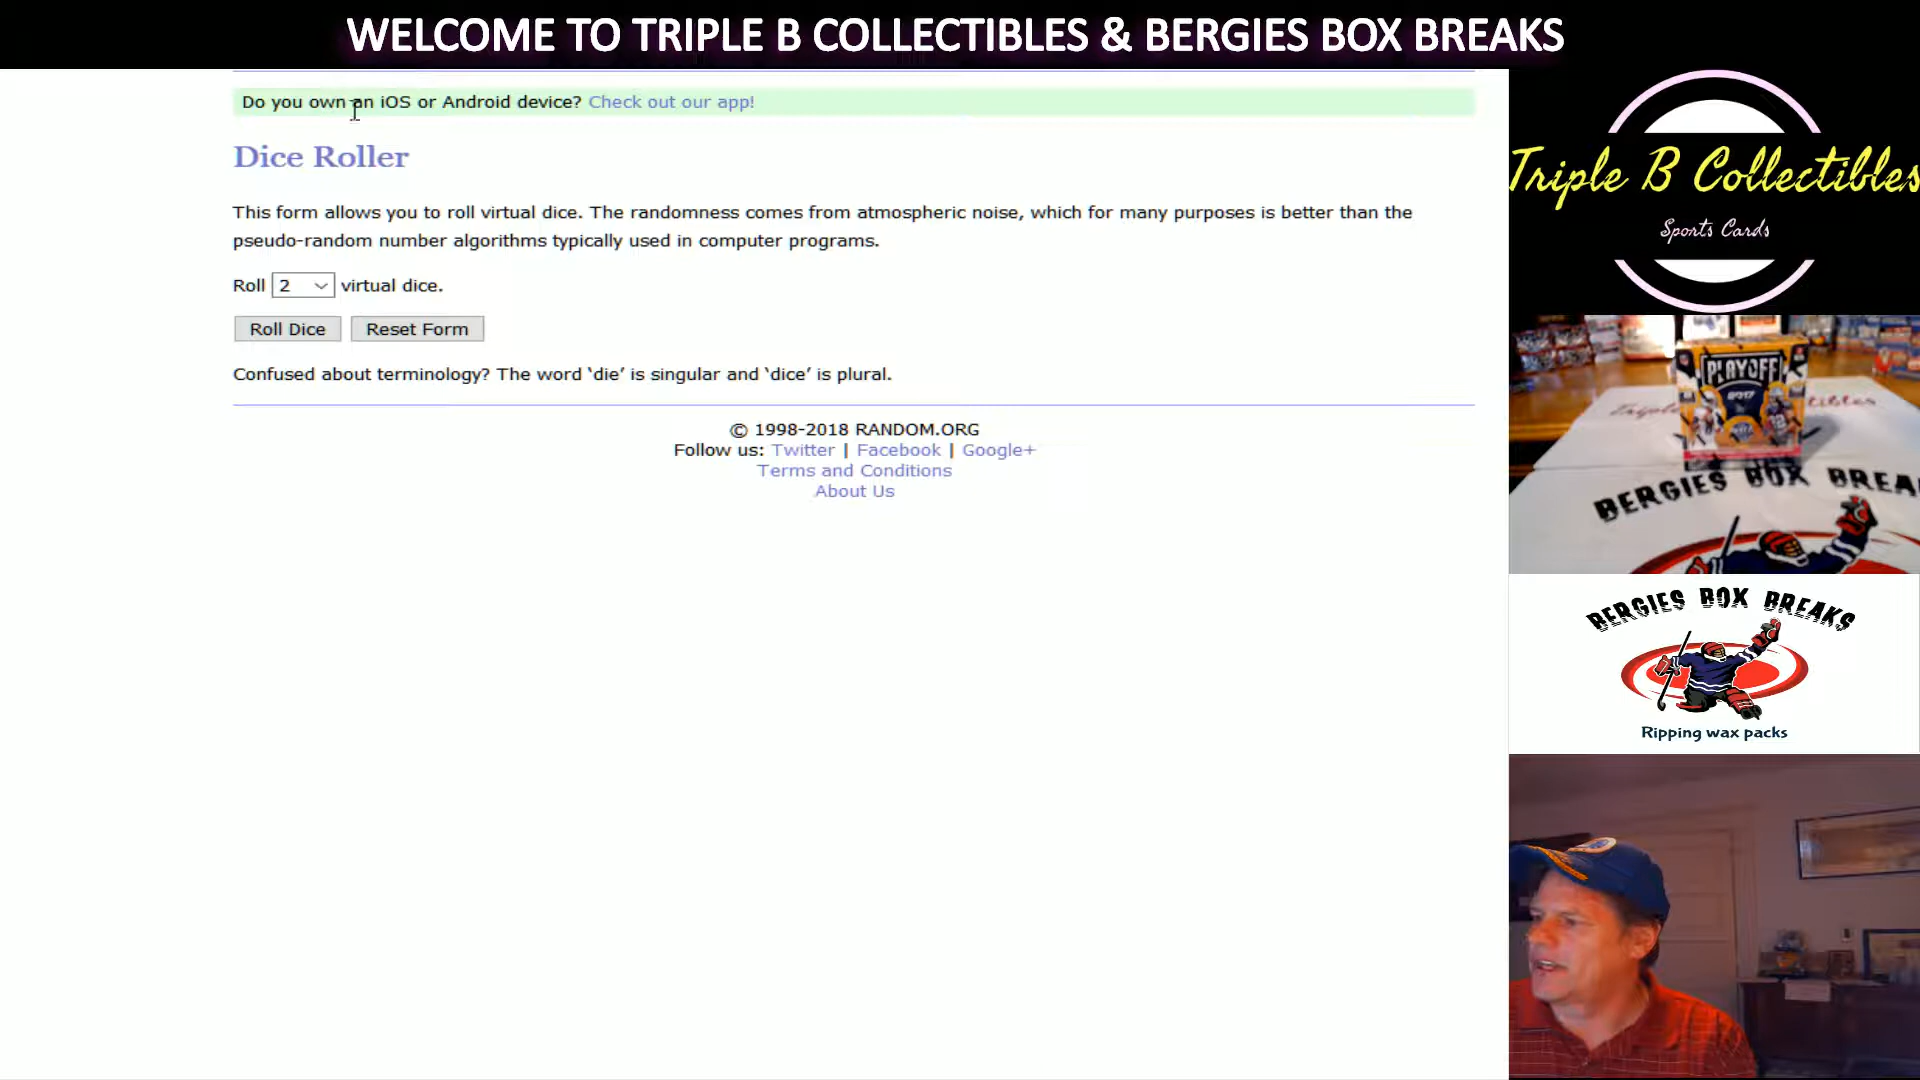 WELCOME TO TRIPLE B COLLECTIBLES & BERGIES BOX BREAKS
Do you own an iOS or Android device? Check out our app!
Dice Roller
This form allows you to roll virtual dice. The randomness comes from atmospheric noise, which for many purposes is better than the
pseudo-random number algorithms typically used in computer programs.
Roll 2 virtual dice.
Roll Dice Reset Form
Confused about terminology? The word ‘die’ is singular and ‘dice’ is plural.
© 1998-2018 RANDOM.ORG
Follow us: Twitter | Facebook | Google+
Terms and Conditions
About Us
Triple B Collectibles
Sports Cards
PLAYOFF
2017
BERGIES BOX BREA
BERGIES BOX BREAKS
Ripping wax packs